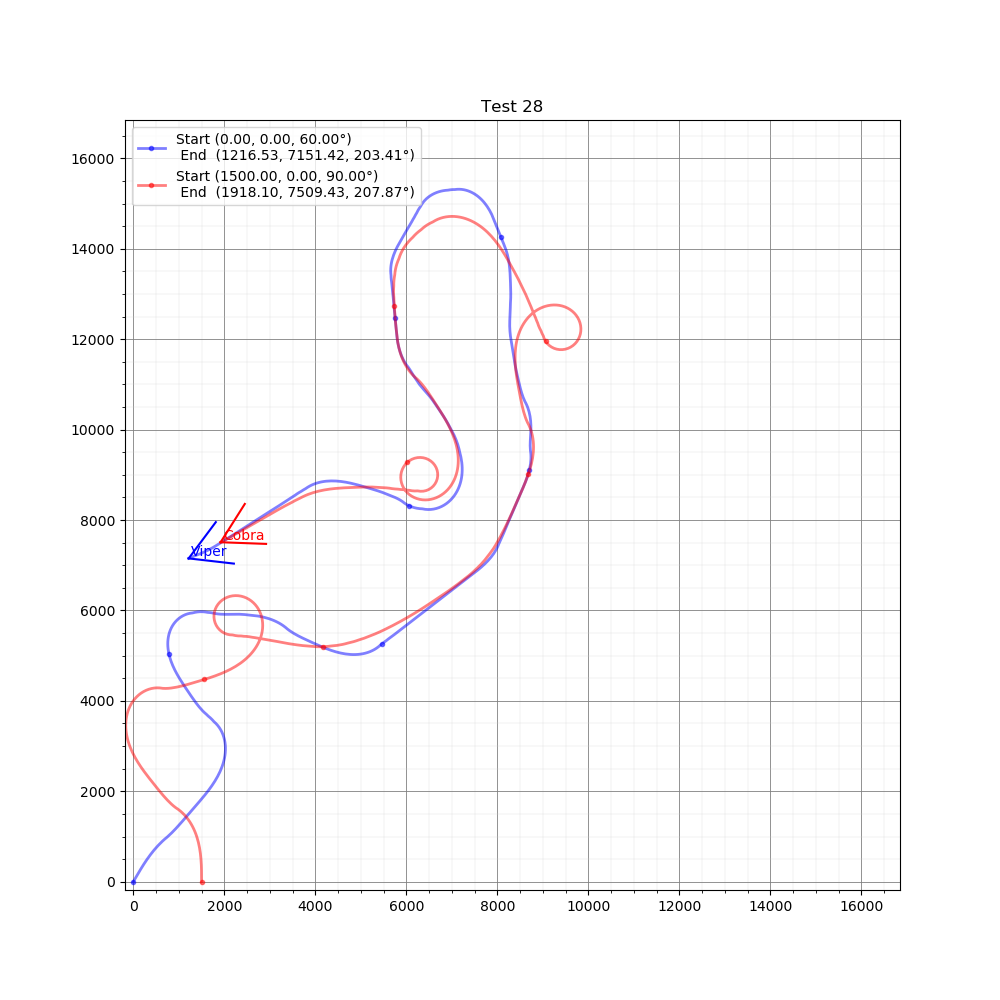 Test 28
Start (0.00, 0.00, 60.00°)
End (1216.53, 7151.42, 203.41°)
Start (1500.00, 0.00, 90.00°)
End (1918.10, 7509.43, 207.87°)
16000
14000
12000
10000
8000
6000
4000
2000
0
Cobra
Viper
0 2000 4000 6000 8000 10000 12000 14000 16000